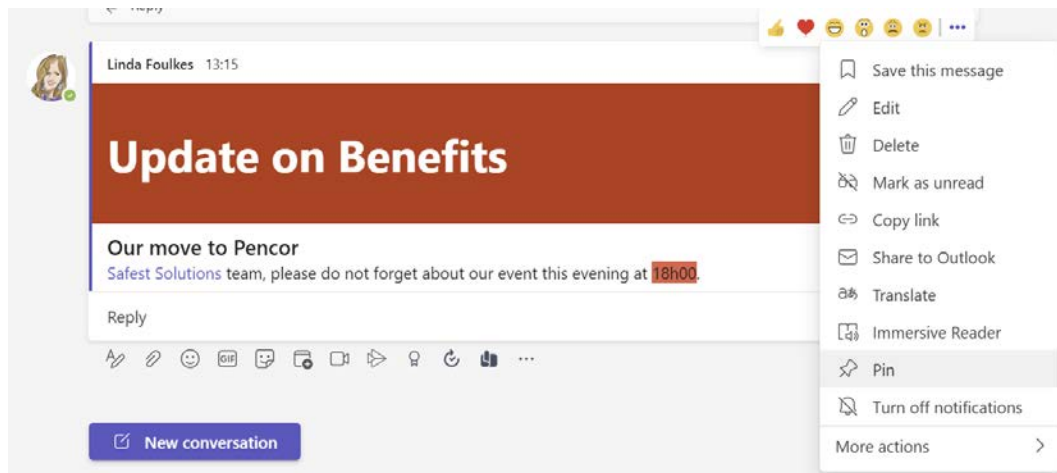 Reply
Linda Foulkes 13:15
Update on Benefits
Our move to Pencor
Safest Solutions team, please do not forget about our event this evening at 18h00.
Reply
GIF
New conversation
Save this message
Edit
Delete
Mark as unread
Copy link
Share to Outlook
Translate
Immersive Reader
Pin
Turn off notifications
More actions